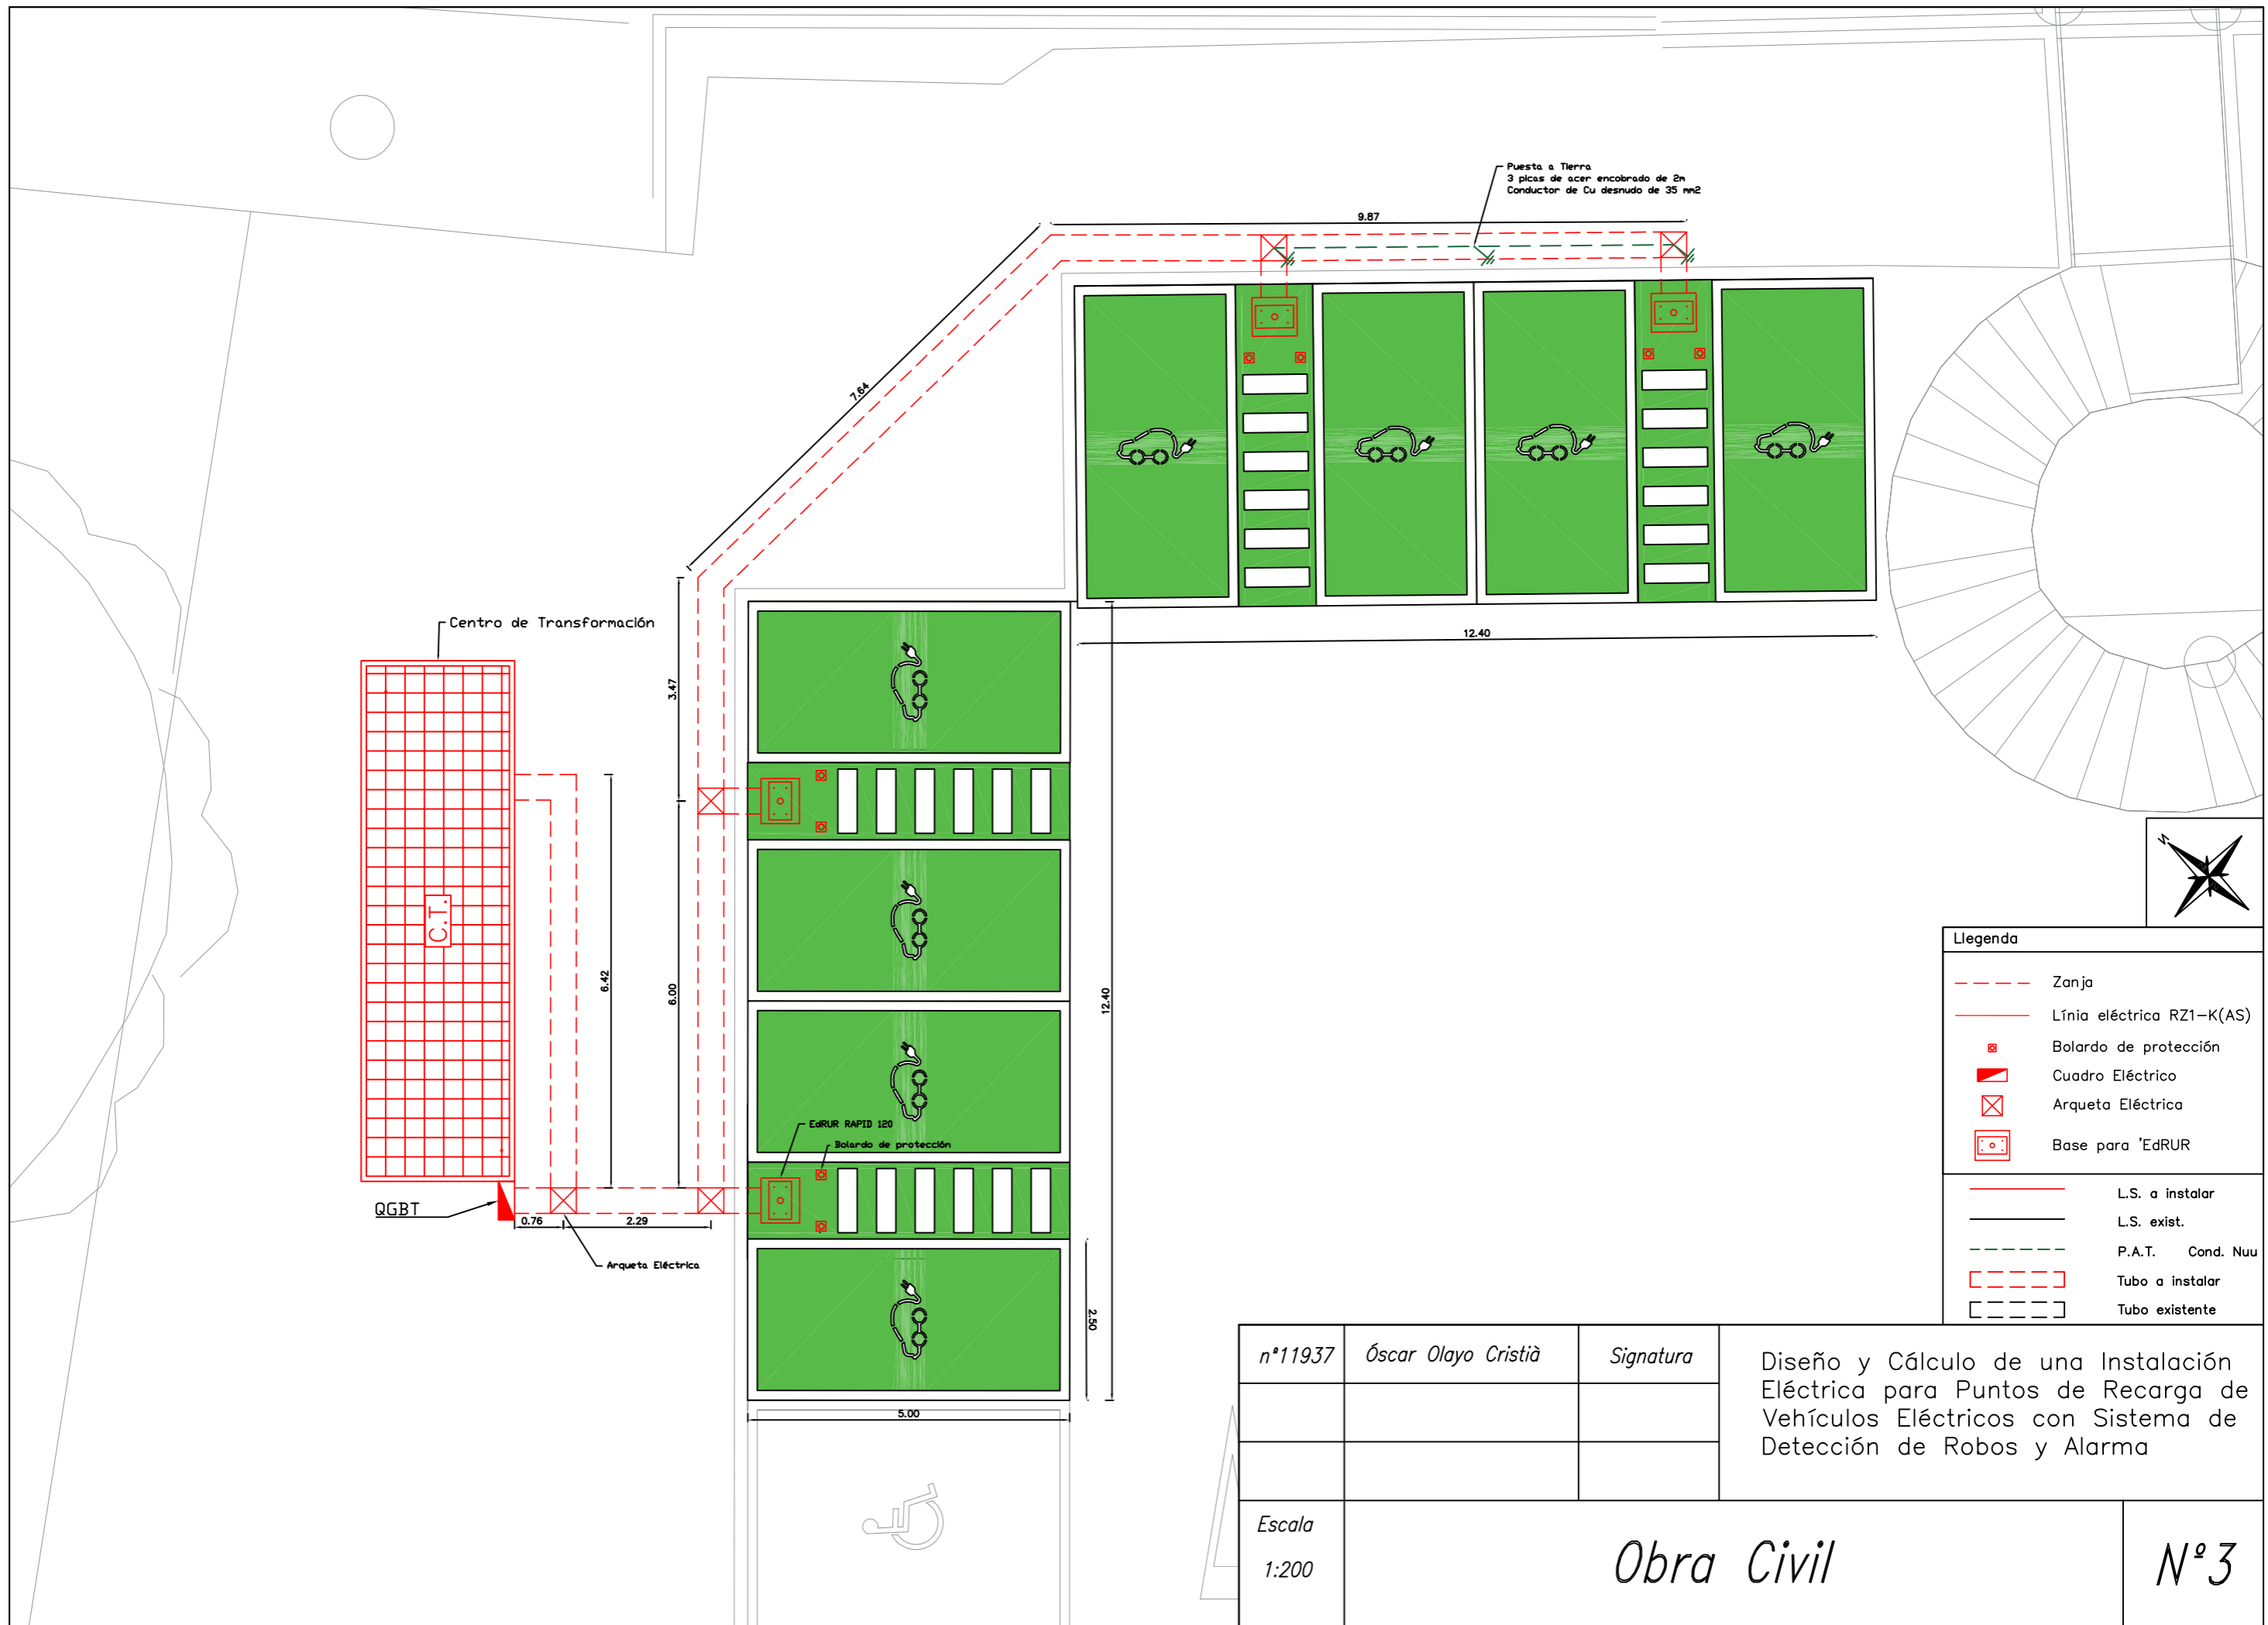 Puesta a Tierra
3 picas de acer encobrado de 2m
Conductor de Cu desnudo de 35 mm2
9.87
7.64
12.40
Centro de Transformación
3.47
C.T.
6.42
6.00
12.40
EdRUR RAPID 120
Bolardo de protección
QGBT
0.76
2.29
Arqueta Eléctrica
2.50
5.00
N
Llegenda
Zanja
Línia eléctrica RZ1-K(AS)
Bolardo de protección
Cuadro Eléctrico
Arqueta Eléctrica
Base para 'EdRUR
L.S. a instalar
L.S. exist.
P.A.T. Cond. Nuu
Tubo a instalar
Tubo existente
nº11937 Óscar Olayo Cristià Signatura
Diseño y Cálculo de una Instalación
Eléctrica para Puntos de Recarga de
Vehículos Eléctricos con Sistema de
Detección de Robos y Alarma
Escala
1:200
Obra Civil
Nº3